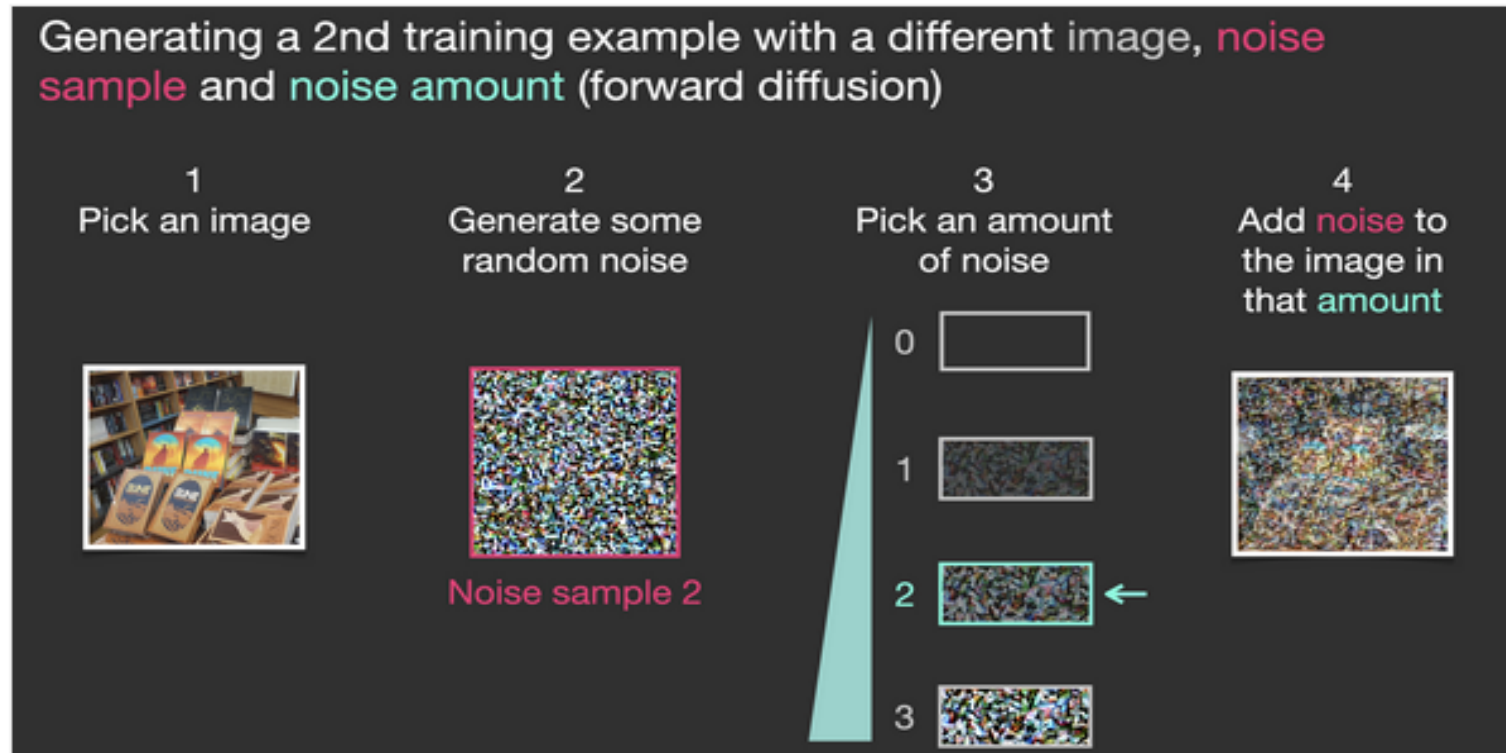 Generating a 2nd training example with a different image, noise
sample and noise amount (forward diffusion)
1
Pick an image
2
Generate some
random noise
Noise sample 2
3
Pick an amount
of noise
0
1
2
3
4
Add noise to
the image in
that amount